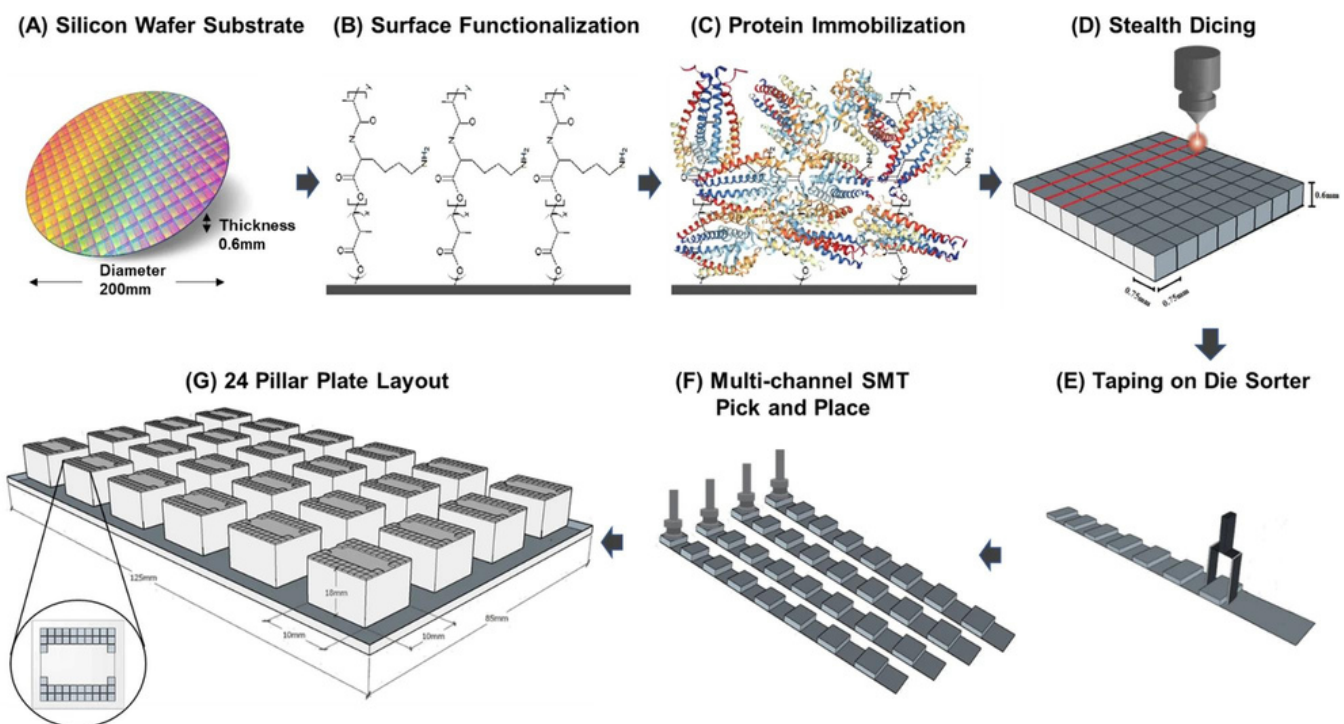 (A) Silicon Wafer Substrate
Thickness
0.6mm
Diameter
200mm
(B) Surface Functionalization
O
N
NH₂
O
O
O
O
O
N
NH₂
O
O
O
O
O
N
NH₂
O
O
O
O
(C) Protein Immobilization
(D) Stealth Dicing
0.6mm
0.75mm
0.75mm
(E) Taping on Die Sorter
(F) Multi-channel SMT
Pick and Place
(G) 24 Pillar Plate Layout
125mm
18mm
10mm
10mm
85mm